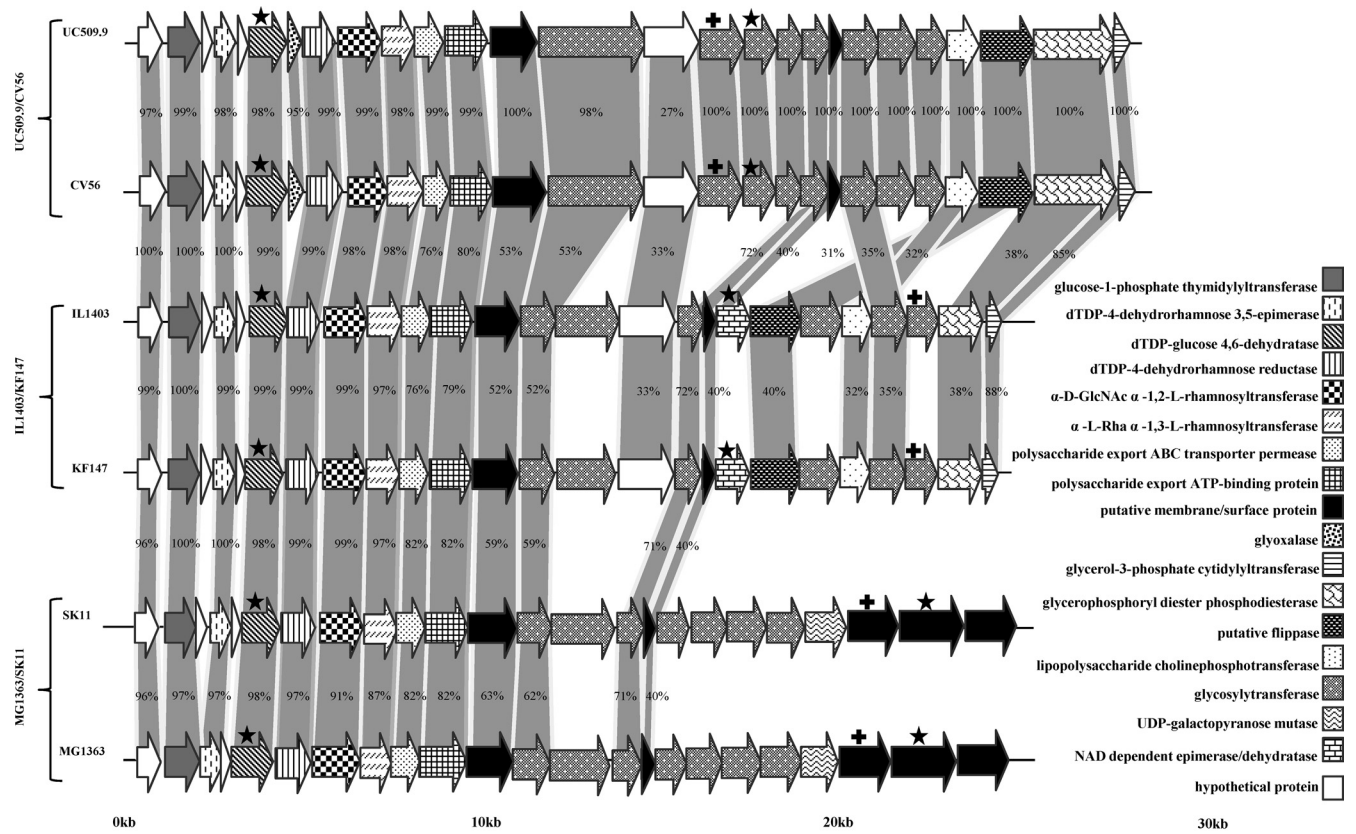 UC509.9
97% 99% 98% 98% 95% 99% 99% 98% 99% 99% 100% 98% 27% 100% 100% 100% 100% 100% 100% 100% 100% 100% 100%
UC509.9/CV56
CV56
100% 100% 100% 99% 99% 98% 98% 76% 80% 53% 53% 33% 72% 40% 31% 35% 32% 38% 85%
IL1403
99% 100% 99% 99% 99% 99% 97% 76% 79% 52% 52% 33% 72% 40% 40% 32% 35% 38% 88%
IL1403/KF147
KF147
96% 100% 100% 98% 99% 99% 97% 82% 82% 59% 59% 71% 40%
SK11
96% 97% 97% 98% 97% 91% 87% 82% 82% 63% 62% 71% 40%
MG1363/SK11
MG1363
0kb 10kb 20kb 30kb
glucose-1-phosphate thymidylyltransferase
dTDP-4-dehydrorhamnose 3,5-epimerase
dTDP-glucose 4,6-dehydratase
dTDP-4-dehydrorhamnose reductase
α-D-GlcNAc α -1,2-L-rhamnosyltransferase
α -L-Rha α -1,3-L-rhamnosyltransferase
polysaccharide export ABC transporter permease
polysaccharide export ATP-binding protein
putative membrane/surface protein
glyoxalase
glycerol-3-phosphate cytidylyltransferase
glycerophosphoryl diester phosphodiesterase
putative flippase
lipopolysaccharide cholinephosphotransferase
glycosylytransferase
UDP-galactopyranose mutase
NAD dependent epimerase/dehydratase
hypothetical protein